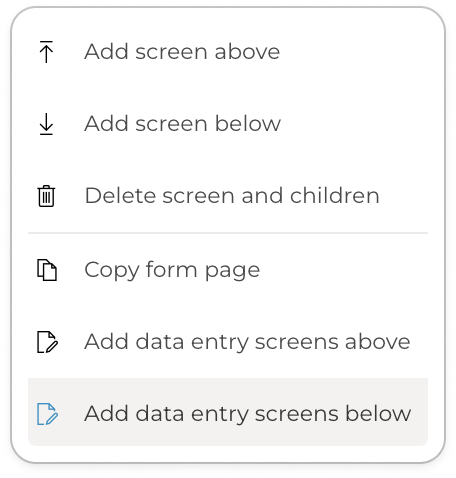 Add screen above
Add screen below
Delete screen and children
Copy form page
Add data entry screens above
Add data entry screens below